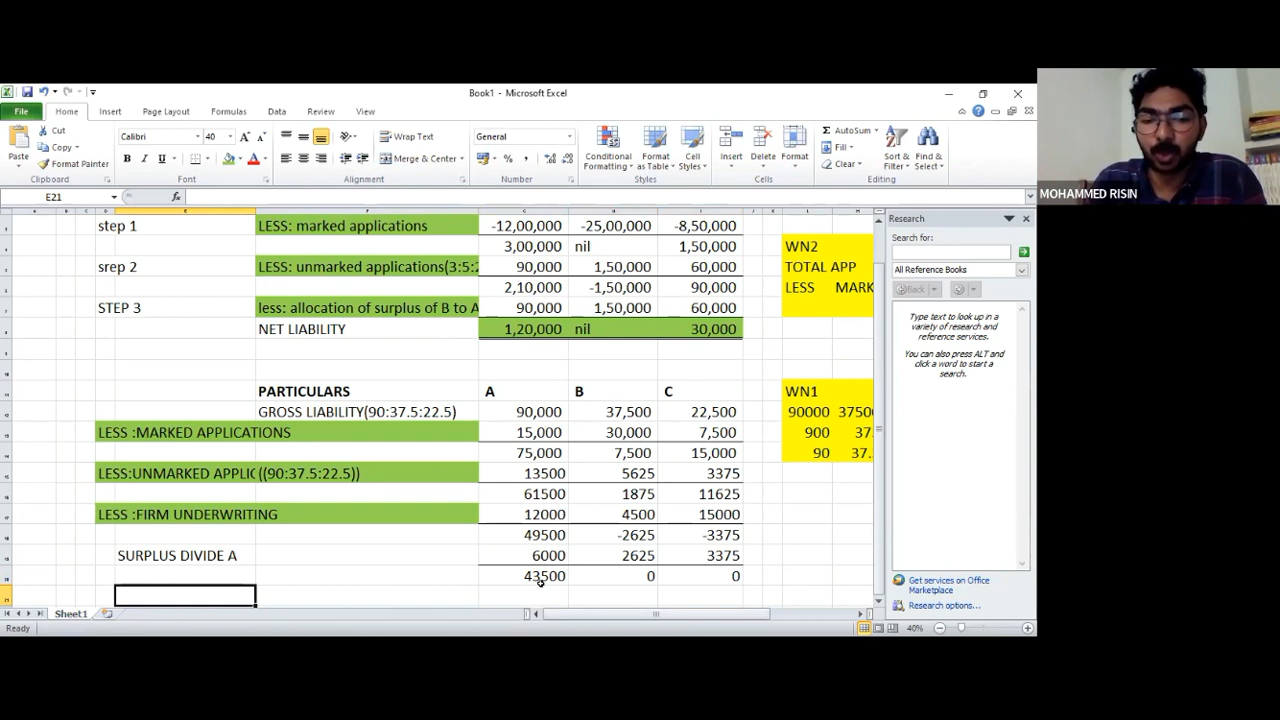 Book1 - Microsoft Excel
File Home Insert Page Layout Formulas Data Review View
Cut
Copy
Format Painter
Paste
Clipboard
Calibri 40
B I U
Font
Wrap Text
Merge & Center
Alignment
General
Number
Conditional Formatting
Format as Table
Cell Styles
Styles
Insert Delete Format
Cells
AutoSum
Fill
Clear
Sort & Filter
Find & Select
Editing
MOHAMMED RISIN
E21
step 1 LESS: marked applications -12,00,000 -25,00,000 -8,50,000
3,00,000 nil 1,50,000 WN2
srep 2 LESS: unmarked applications(3:5:2 90,000 1,50,000 60,000 TOTAL APP
2,10,000 -1,50,000 90,000 LESS MARK
STEP 3 less: allocation of surplus of B to A 90,000 1,50,000 60,000
NET LIABILITY 1,20,000 nil 30,000
PARTICULARS A B C WN1
GROSS LIABILITY(90:37.5:22.5) 90,000 37,500 22,500 90000 3750
LESS :MARKED APPLICATIONS 15,000 30,000 7,500 900 37.
75,000 7,500 15,000 90 37.
LESS:UNMARKED APPLIC ((90:37.5:22.5)) 13500 5625 3375
61500 1875 11625
LESS :FIRM UNDERWRITING 12000 4500 15000
49500 -2625 -3375
SURPLUS DIVIDE A 6000 2625 3375
43500 0 0
Research
Search for:
All Reference Books
Back
Type text to look up in a variety of research and reference services.
You can also press ALT and click a word to start a search.
Get services on Office Marketplace
Research options...
Sheet1
Ready 40%